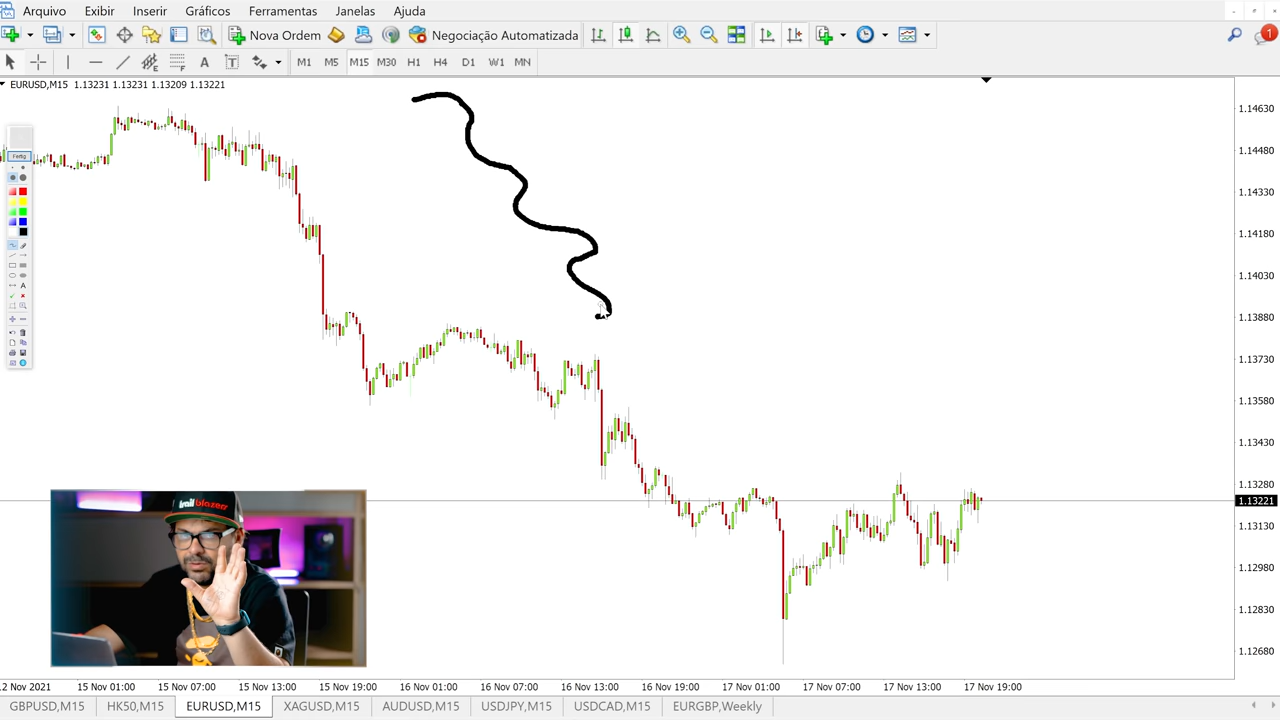 Arquivo Exibir Inserir Gráficos Ferramentas Janelas Ajuda
Nova Ordem Negociação Automatizada 1
A T M1 M5 M15 M30 H1 H4 D1 W1 MN
EURUSD,M15 1.13231 1.13231 1.13209 1.13221
Fertig
A
trailblazers
1.14630
1.14480
1.14330
1.14180
1.14030
1.13880
1.13730
1.13580
1.13430
1.13280
1.13221
1.13130
1.12980
1.12830
1.12680
2 Nov 2021 15 Nov 01:00 15 Nov 07:00 15 Nov 13:00 15 Nov 19:00 16 Nov 01:00 16 Nov 07:00 16 Nov 13:00 16 Nov 19:00 17 Nov 01:00 17 Nov 07:00 17 Nov 13:00 17 Nov 19:00
GBPUSD,M15 HK50,M15 EURUSD,M15 XAGUSD,M15 AUDUSD,M15 USDJPY,M15 USDCAD,M15 EURGBP,Weekly